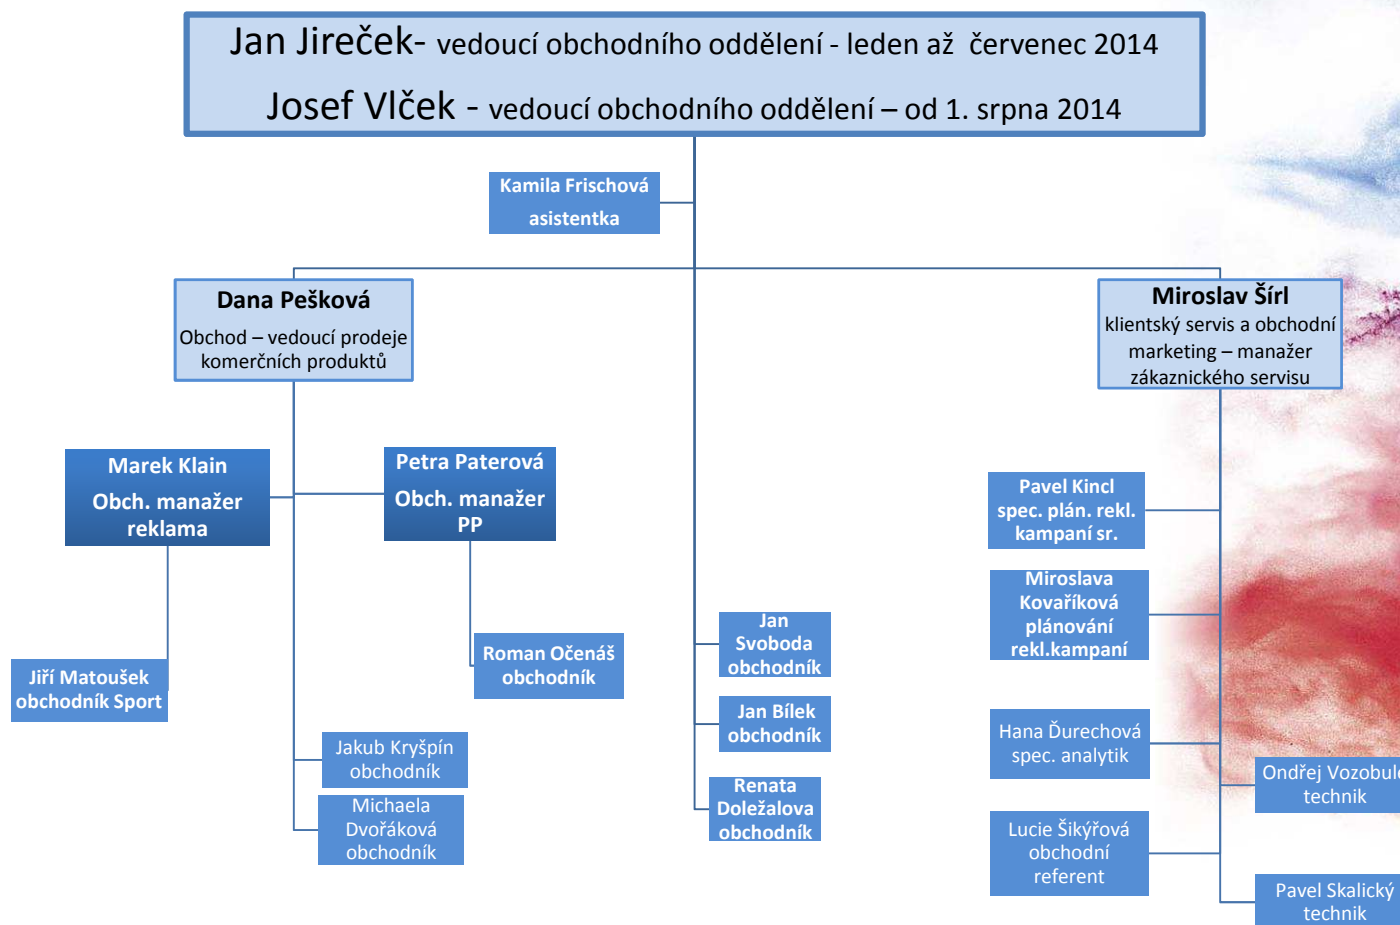 Jan Jireček- vedoucí obchodního oddělení - leden až  červenec 2014
Josef Vlček - vedoucí obchodního oddělení – od 1. srpna 2014
Kamila Frischová
asistentka
Dana Pešková
Obchod – vedoucí prodeje
komerčních produktů
Miroslav Šírl
klientský servis a obchodní
marketing – manažer
zákaznického servisu
Marek Klain
Obch. manažer
reklama
Petra Paterová
Obch. manažer
PP
Jiří Matoušek
obchodník Sport
Roman Očenáš
obchodník
Jakub Kryšpín
obchodník
Michaela
Dvořáková
obchodník
Jan
Svoboda
obchodník
Jan Bílek
obchodník
Renata
Doležalova
obchodník
Pavel Kincl
spec. plán. rekl.
kampaní sr.
Miroslava
Kovaříková
plánování
rekl.kampaní
Hana Ďurechová
spec. analytik
Lucie Šikýřová
obchodní
referent
Ondřej
technik
Pavel Skalický
technik